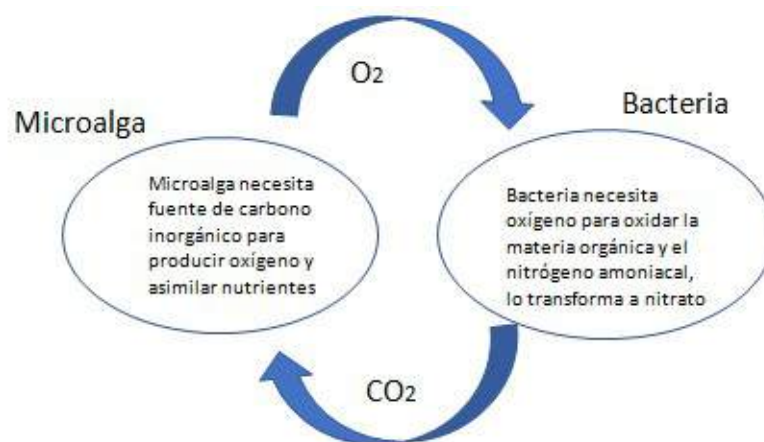 O2
Microalga
Bacteria
Microalga necesita
fuente de carbono
inorgánico para
producir oxígeno y
asimilar nutrientes
Bacteria necesita
oxígeno para oxidar la
materia orgánica y el
nitrógeno amoniacal,
lo transforma a nitrato
CO2